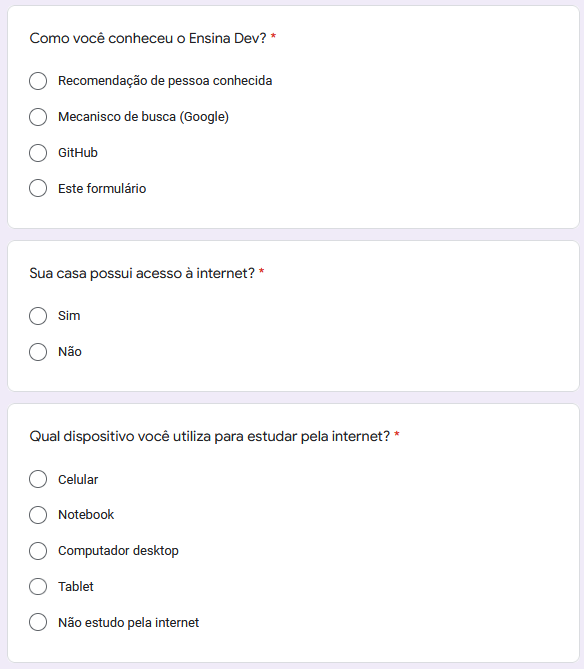 Como você conheceu o Ensina Dev? *
Recomendação de pessoa conhecida
Mecanisco de busca (Google)
GitHub
Este formulário
Sua casa possui acesso à internet? *
Sim
Não
Qual dispositivo você utiliza para estudar pela internet? *
Celular
Notebook
Computador desktop
Tablet
Não estudo pela internet